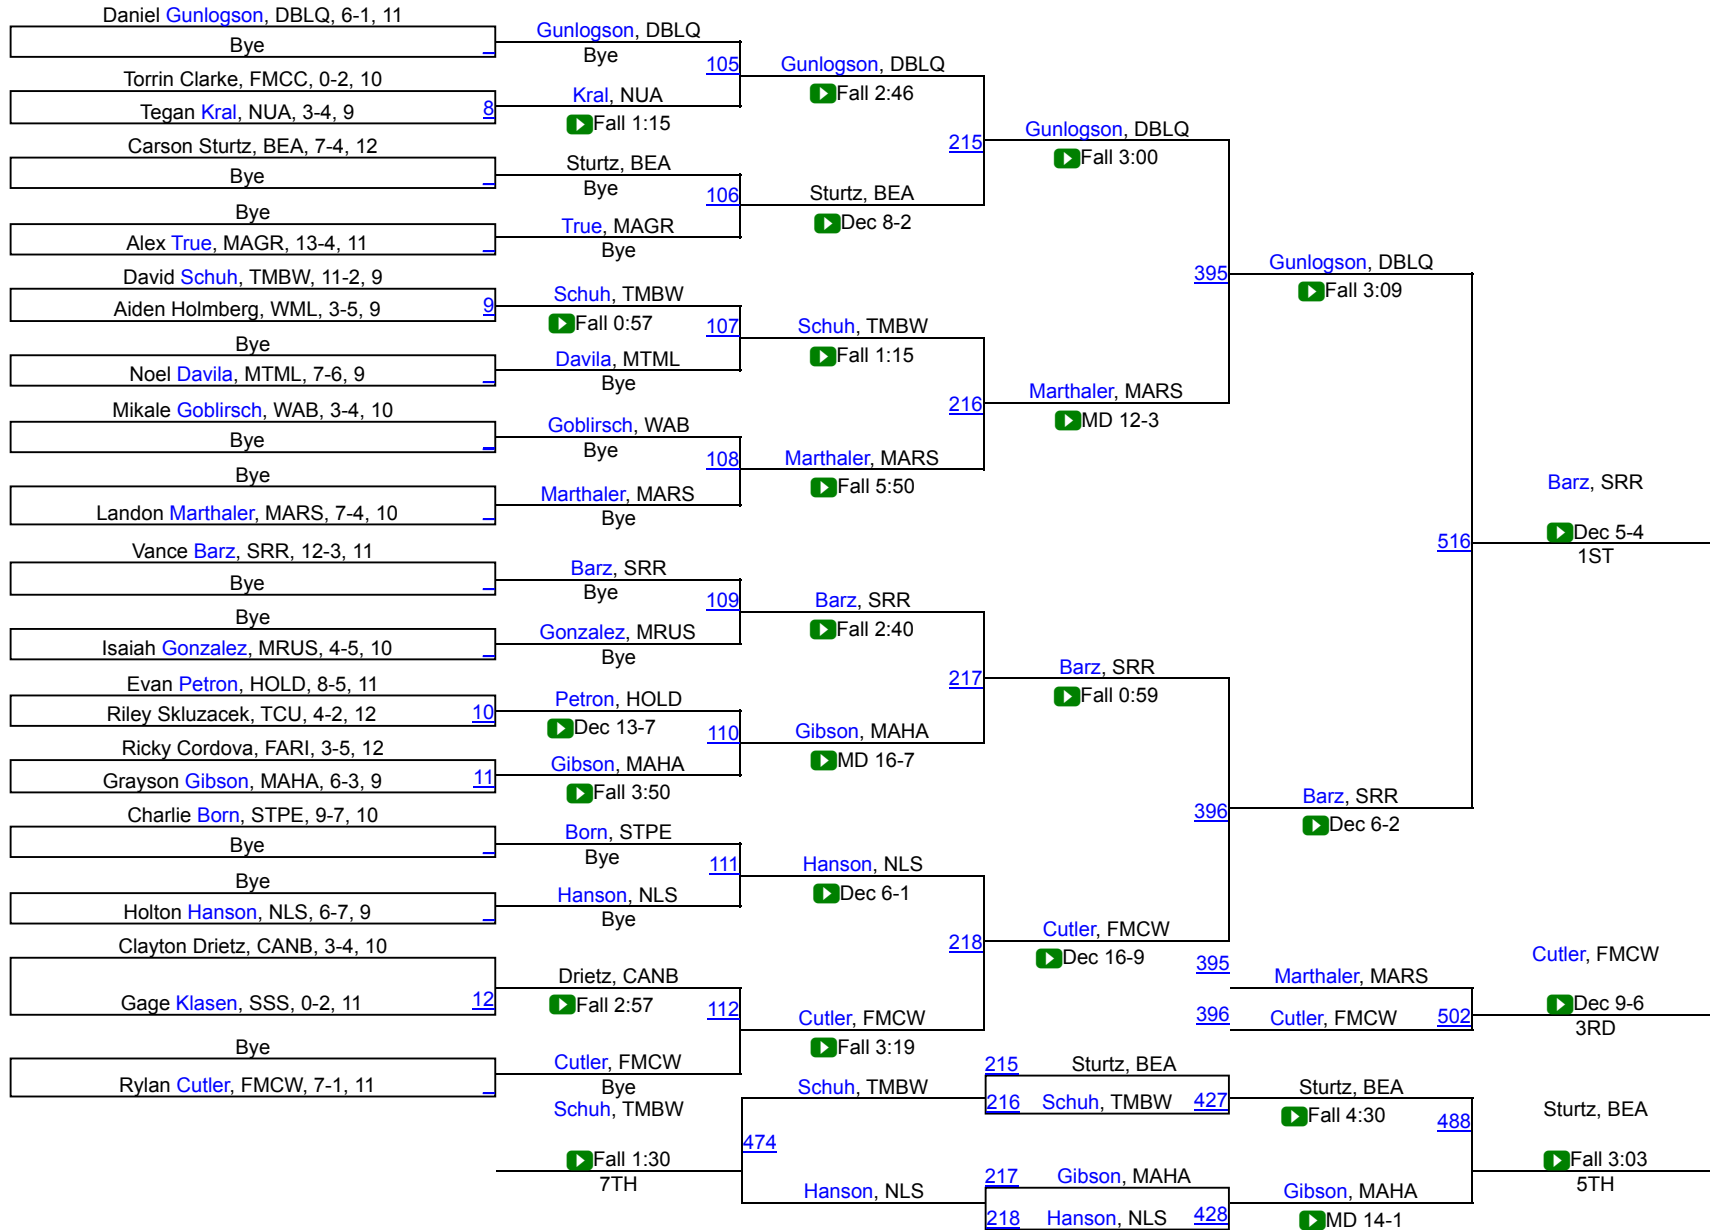 Daniel Gunlogson, DBLQ, 6-1, 11
Bye
Torrin Clarke, FMCC, 0-2, 10
Tegan Kral, NUA, 3-4, 9 8
Carson Sturtz, BEA, 7-4, 12
Bye
Bye
Alex True, MAGR, 13-4, 11
David Schuh, TMBW, 11-2, 9
Aiden Holmberg, WML, 3-5, 9 9
Bye
Noel Davila, MTML, 7-6, 9
Mikale Goblirsch, WAB, 3-4, 10
Bye
Bye
Landon Marthaler, MARS, 7-4, 10
Vance Barz, SRR, 12-3, 11
Bye
Bye
Isaiah Gonzalez, MRUS, 4-5, 10
Evan Petron, HOLD, 8-5, 11
Riley Skluzacek, TCU, 4-2, 12 10
Ricky Cordova, FARI, 3-5, 12
Grayson Gibson, MAHA, 6-3, 9 11
Charlie Born, STPE, 9-7, 10
Bye
Bye
Holton Hanson, NLS, 6-7, 9
Clayton Drietz, CANB, 3-4, 10
Gage Klasen, SSS, 0-2, 11 12
Bye
Rylan Cutler, FMCW, 7-1, 11
Gunlogson, DBLQ
Bye
105
Kral, NUA
Fall 1:15
Sturtz, BEA
Bye
106
True, MAGR
Bye
Schuh, TMBW
Fall 0:57
107
Davila, MTML
Bye
Goblirsch, WAB
Bye
108
Marthaler, MARS
Bye
Barz, SRR
Bye
109
Gonzalez, MRUS
Bye
Petron, HOLD
Dec 13-7
110
Gibson, MAHA
Fall 3:50
Born, STPE
Bye
111
Hanson, NLS
Bye
Drietz, CANB
Fall 2:57
112
Cutler, FMCW
Bye
Gunlogson, DBLQ
Fall 2:46
215
Sturtz, BEA
Dec 8-2
Schuh, TMBW
Fall 1:15
216
Marthaler, MARS
Fall 5:50
Barz, SRR
Fall 2:40
217
Gibson, MAHA
MD 16-7
Hanson, NLS
Dec 6-1
218
Cutler, FMCW
Fall 3:19
Gunlogson, DBLQ
Fall 3:00
395
Marthaler, MARS
MD 12-3
Barz, SRR
Fall 0:59
396
Cutler, FMCW
Dec 16-9
Gunlogson, DBLQ
Fall 3:09
516
Barz, SRR
Dec 6-2
Barz, SRR
Dec 5-4
1ST
395 Marthaler, MARS
396 Cutler, FMCW 502
Cutler, FMCW
Dec 9-6
3RD
215 Sturtz, BEA
216 Schuh, TMBW 427
217 Gibson, MAHA
218 Hanson, NLS 428
Sturtz, BEA
Fall 4:30
488
Gibson, MAHA
MD 14-1
Sturtz, BEA
Fall 3:03
5TH
Schuh, TMBW
474
Hanson, NLS
Schuh, TMBW
Fall 1:30
7TH